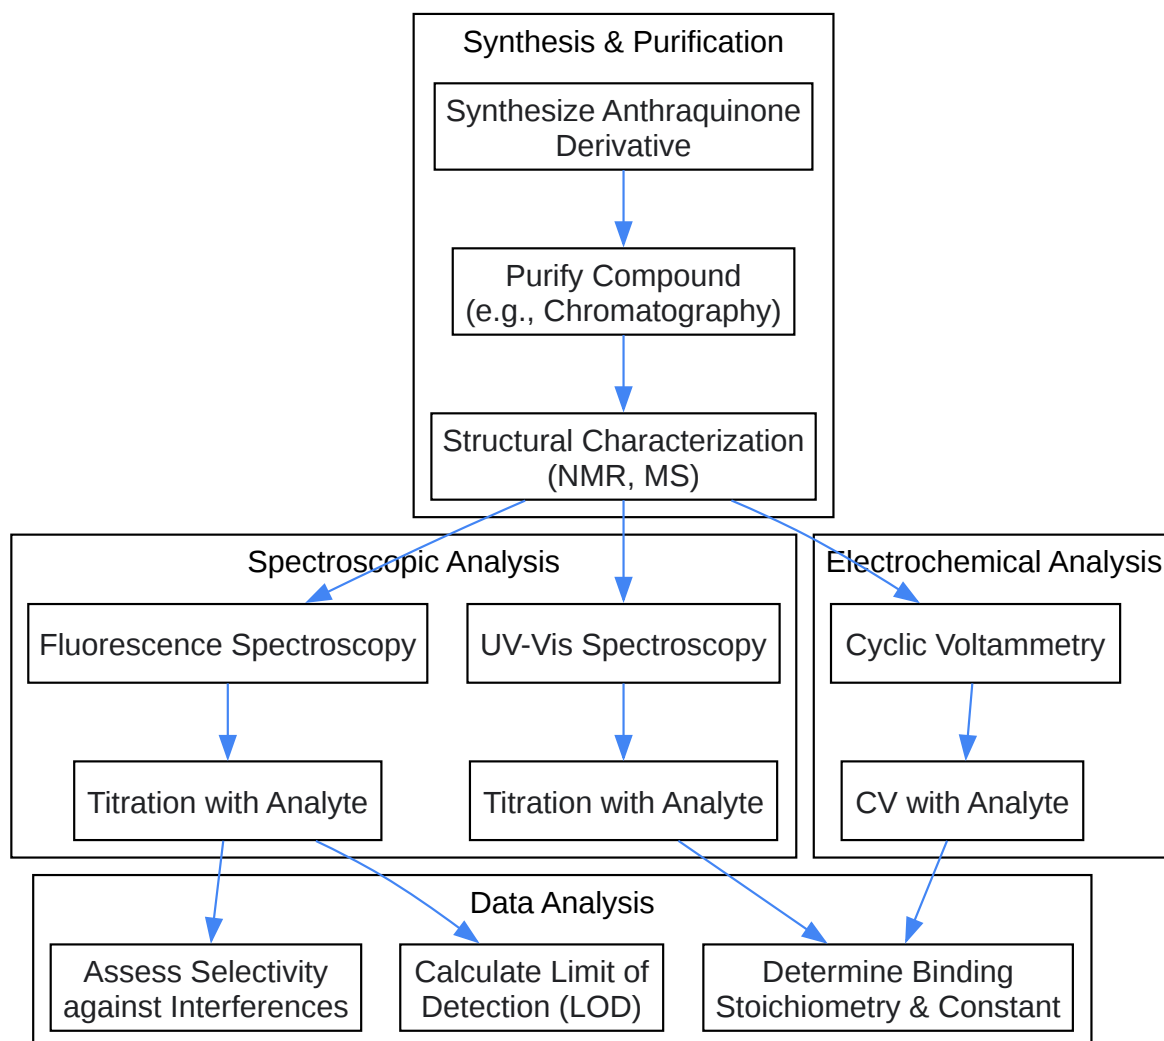 Synthesis & Purification
Synthesize Anthraquinone
Derivative
Purify Compound
(e.g., Chromatography)
Structural Characterization
(NMR, MS)
Spectroscopic Analysis
Electrochemical Analysis
Fluorescence Spectroscopy
UV-Vis Spectroscopy
Cyclic Voltammetry
Titration with Analyte
Titration with Analyte
CV with Analyte
Data Analysis
Assess Selectivity
against Interferences
Calculate Limit of
Detection (LOD)
Determine Binding
Stoichiometry & Constant